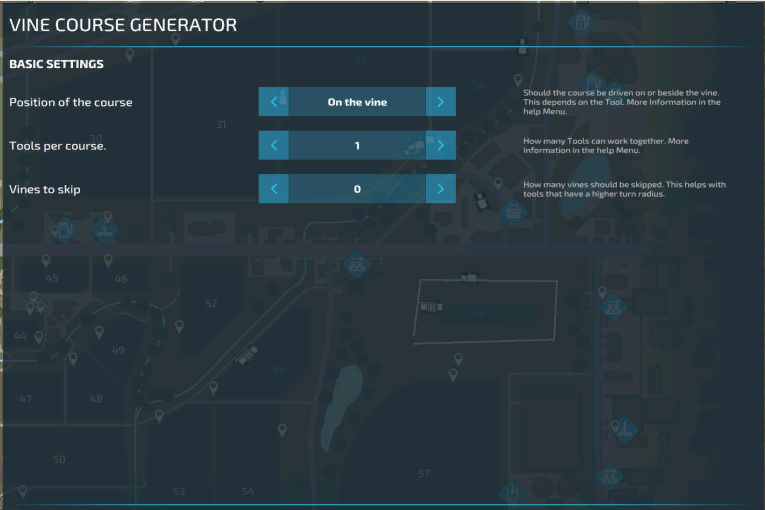 VINE COURSE GENERATOR
BASIC SETTINGS
Position of the course
On the vine
Should the course be driven on or beside the vine.
This depends on the Tool. More Information in the
help Menu.
Tools per course.
1
How many Tools can work together. More
Information in the help Menu.
Vines to skip
0
How many vines should be skipped. This helps with
tools that have a higher turn radius.
34
31
30
45
46
52
44
49
55
47
48
50
57
53
54